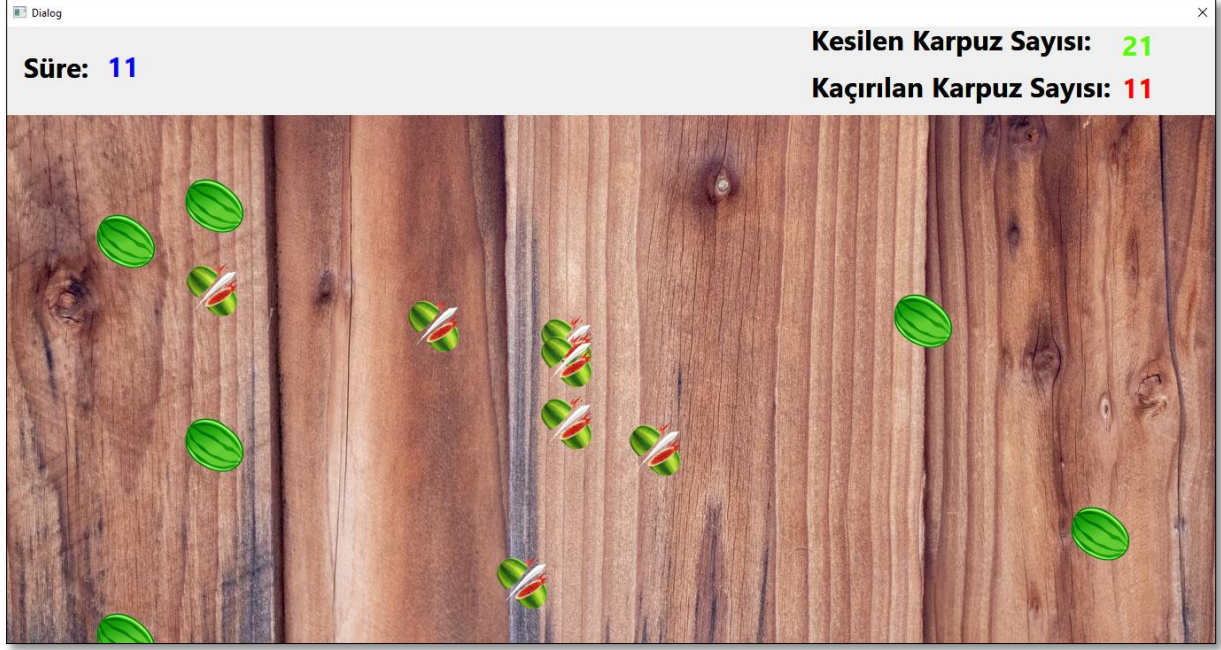 Dialog
Süre: 11
Kesilen Karpuz Sayısı: 21
Kaçırılan Karpuz Sayısı: 11